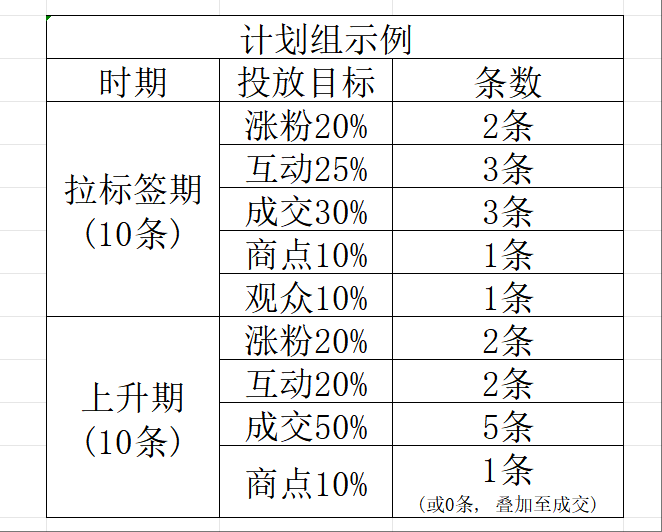 计划组示例
时期 投放目标 条数
拉标签期
(10条)
涨粉20% 2条
互动25% 3条
成交30% 3条
商点10% 1条
观众10% 1条
上升期
(10条)
涨粉20% 2条
互动20% 2条
成交50% 5条
商点10% 1条
(或0条, 叠加至成交)